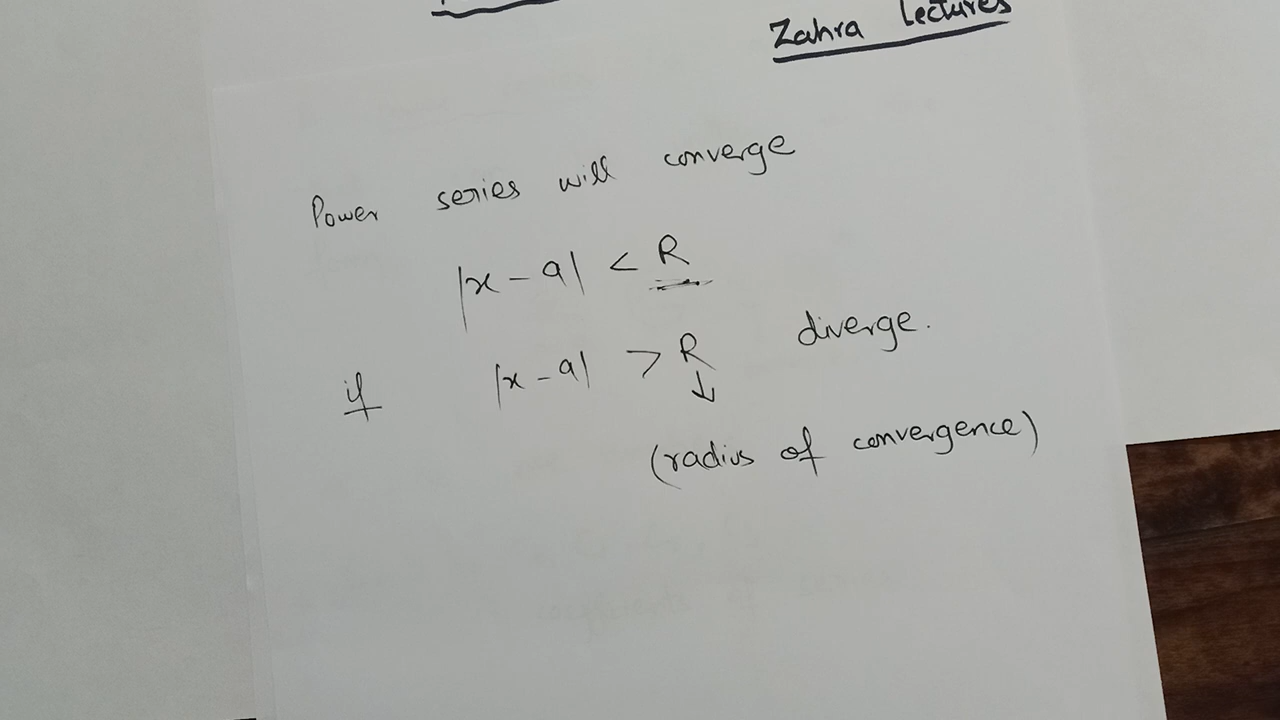 Zahra Lectures
Power series will converge
|x - a| < R
if |x - a| > R diverge.
↓
(radius of convergence)